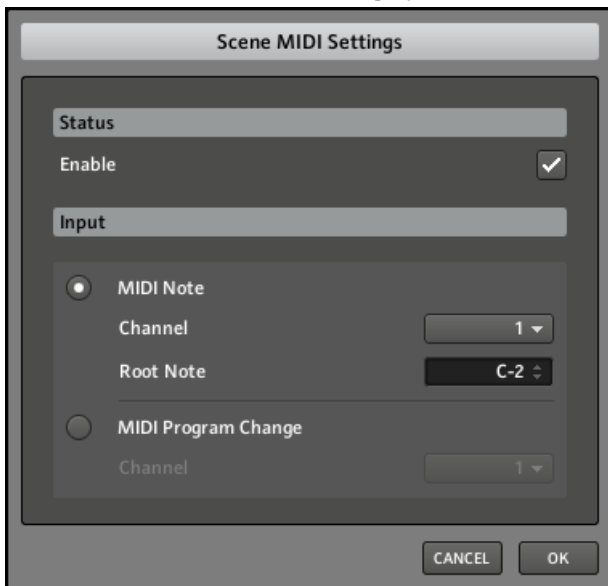 Scene MIDI Settings
Status
Enable
Input
MIDI Note
Channel 1
Root Note C-2
MIDI Program Change
Channel 1
CANCEL OK